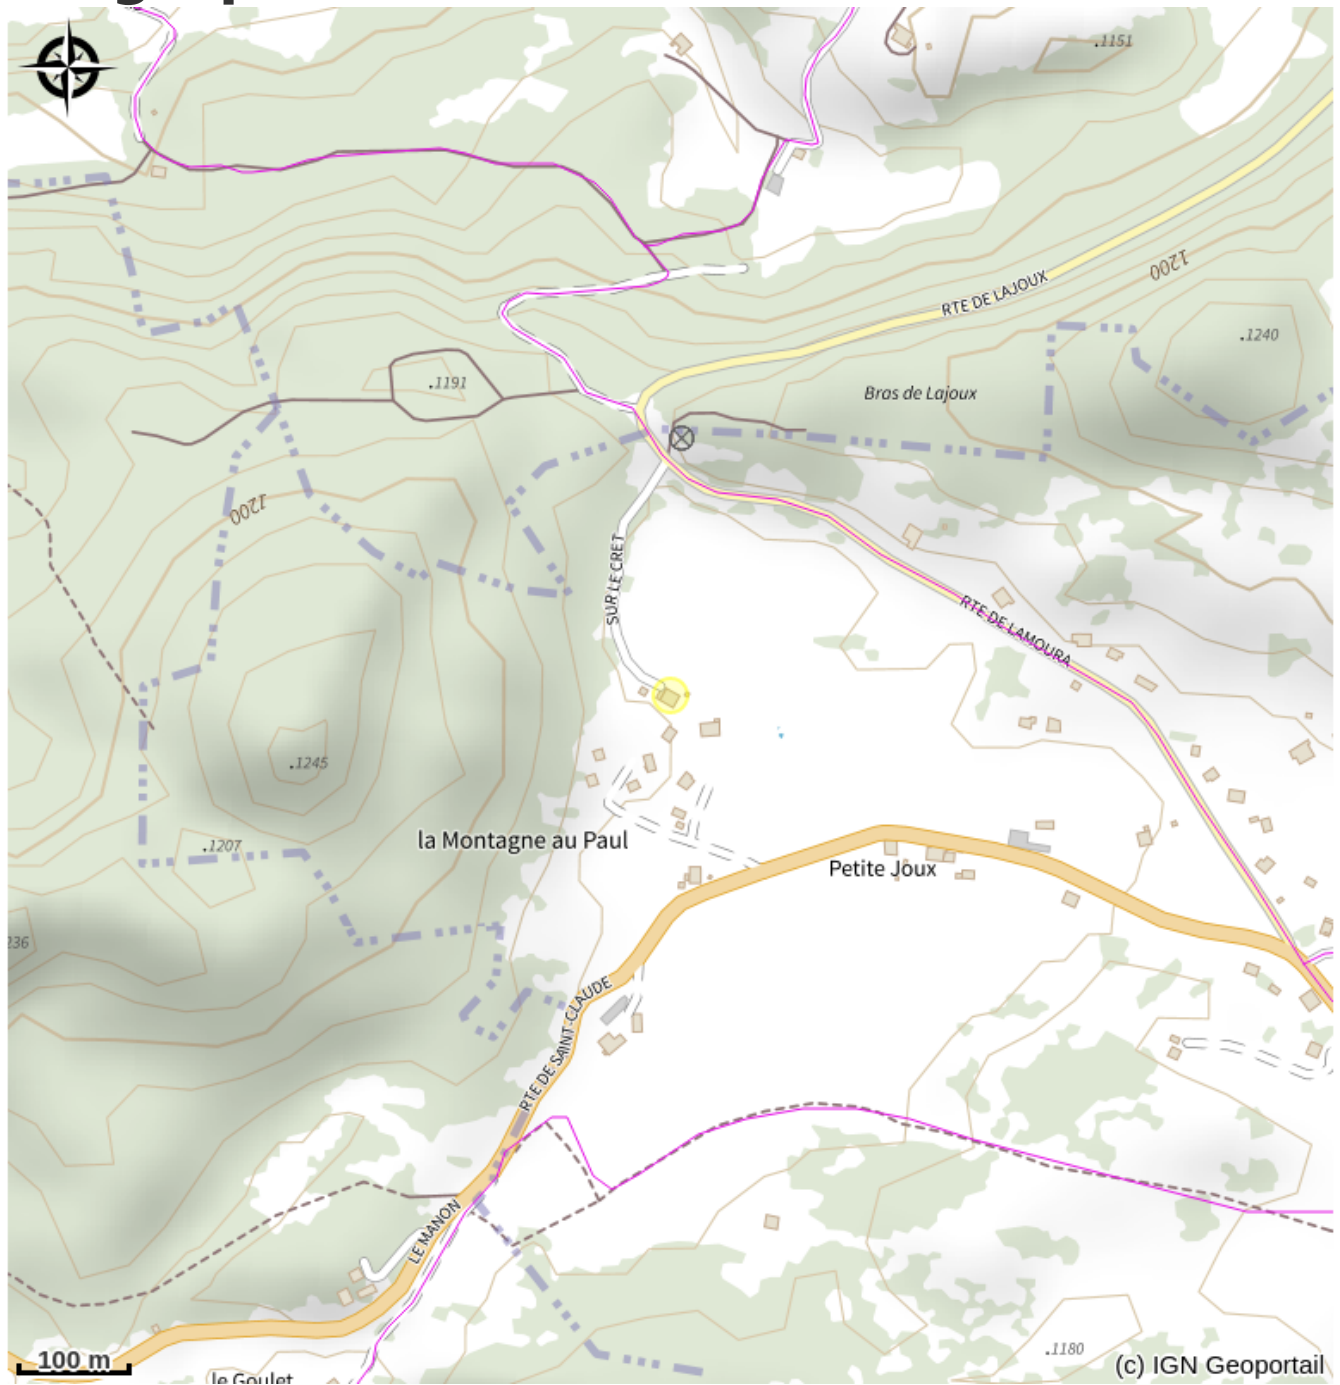 .1151
1200
RTE DE LAJOUX
.1240
.1191
Bras de Lajoux
1200
SUR LE CRET
RTE DE LAMOURA
.1245
la Montagne au Paul
.1207
Petite Joux
236
RTE DE SAINT-CLAUDE
LE MANON
.1180
100 m
le Goulet
(c) IGN Geoportail